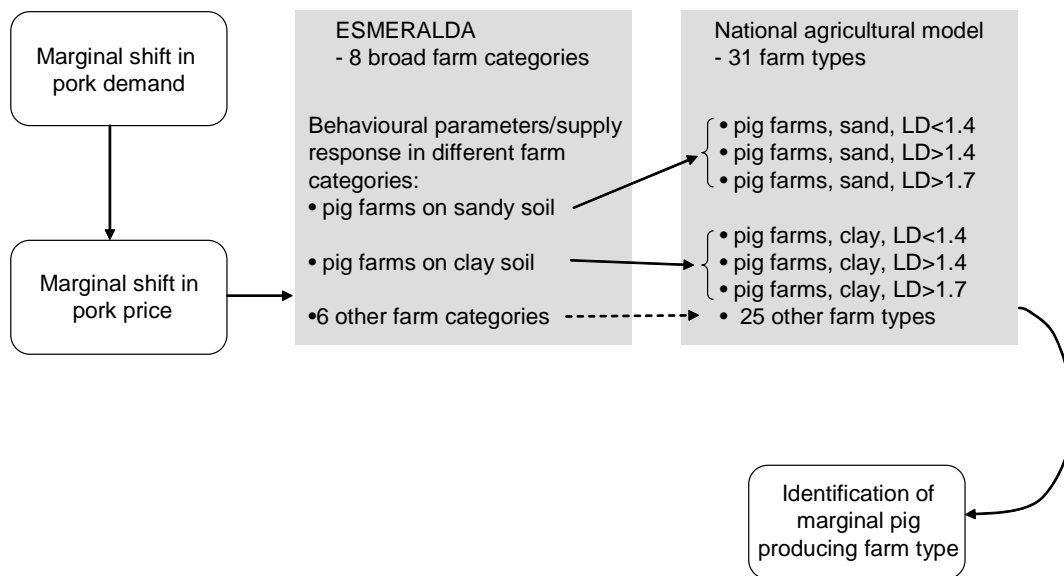 Marginal shift in
pork demand
Marginal shift in
pork price
ESMERALDA
- 8 broad farm categories
Behavioural parameters/supply
response in different farm
categories:
• pig farms on sandy soil
• pig farms on clay soil
•6 other farm categories
National agricultural model
- 31 farm types
• pig farms, sand, LD<1.4
• pig farms, sand, LD>1.4
• pig farms, sand, LD>1.7
• pig farms, clay, LD<1.4
• pig farms, clay, LD>1.4
• pig farms, clay, LD>1.7
• 25 other farm types
Identification of
marginal pig
producing farm type